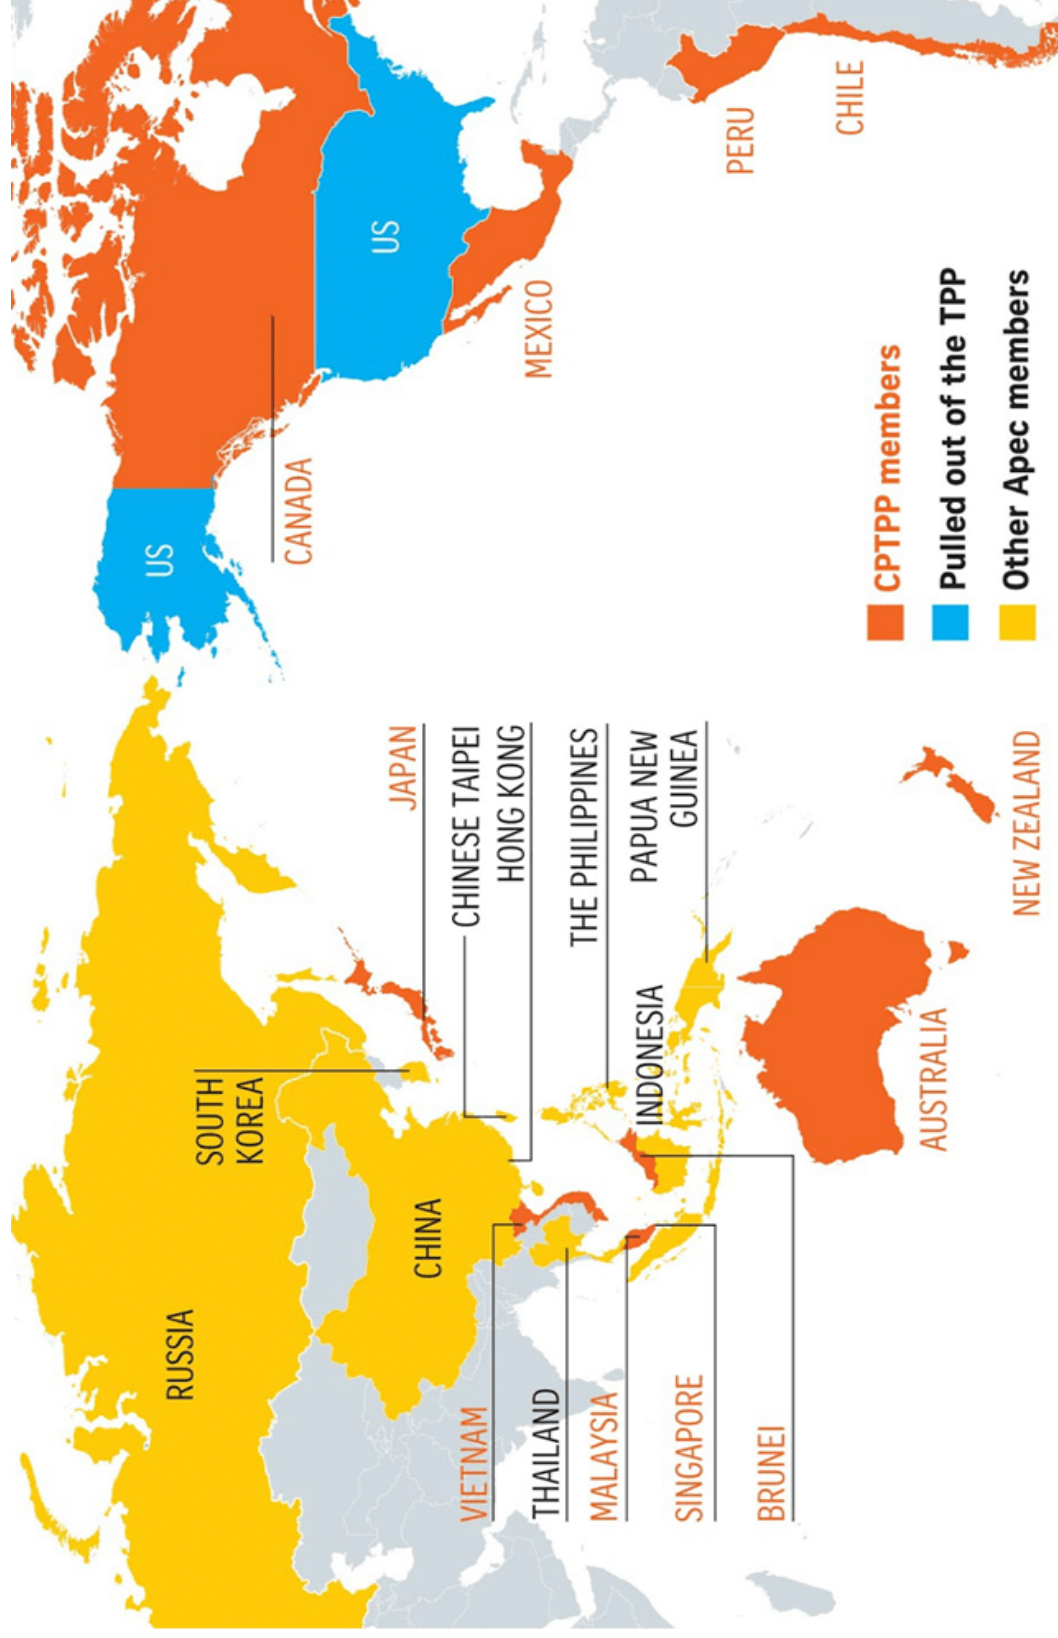 RUSSIA
SOUTH
KOREA
CHINA
JAPAN
CHINESE TAIPEI
HONG KONG
THE PHILIPPINES
PAPUA NEW
GUINEA
INDONESIA
VIETNAM
THAILAND
MALAYSIA
SINGAPORE
BRUNEI
AUSTRALIA
NEW ZEALAND
US
CANADA
US
MEXICO
PERU
CHILE
CPTPP members
Pulled out of the TPP
Other Apec members